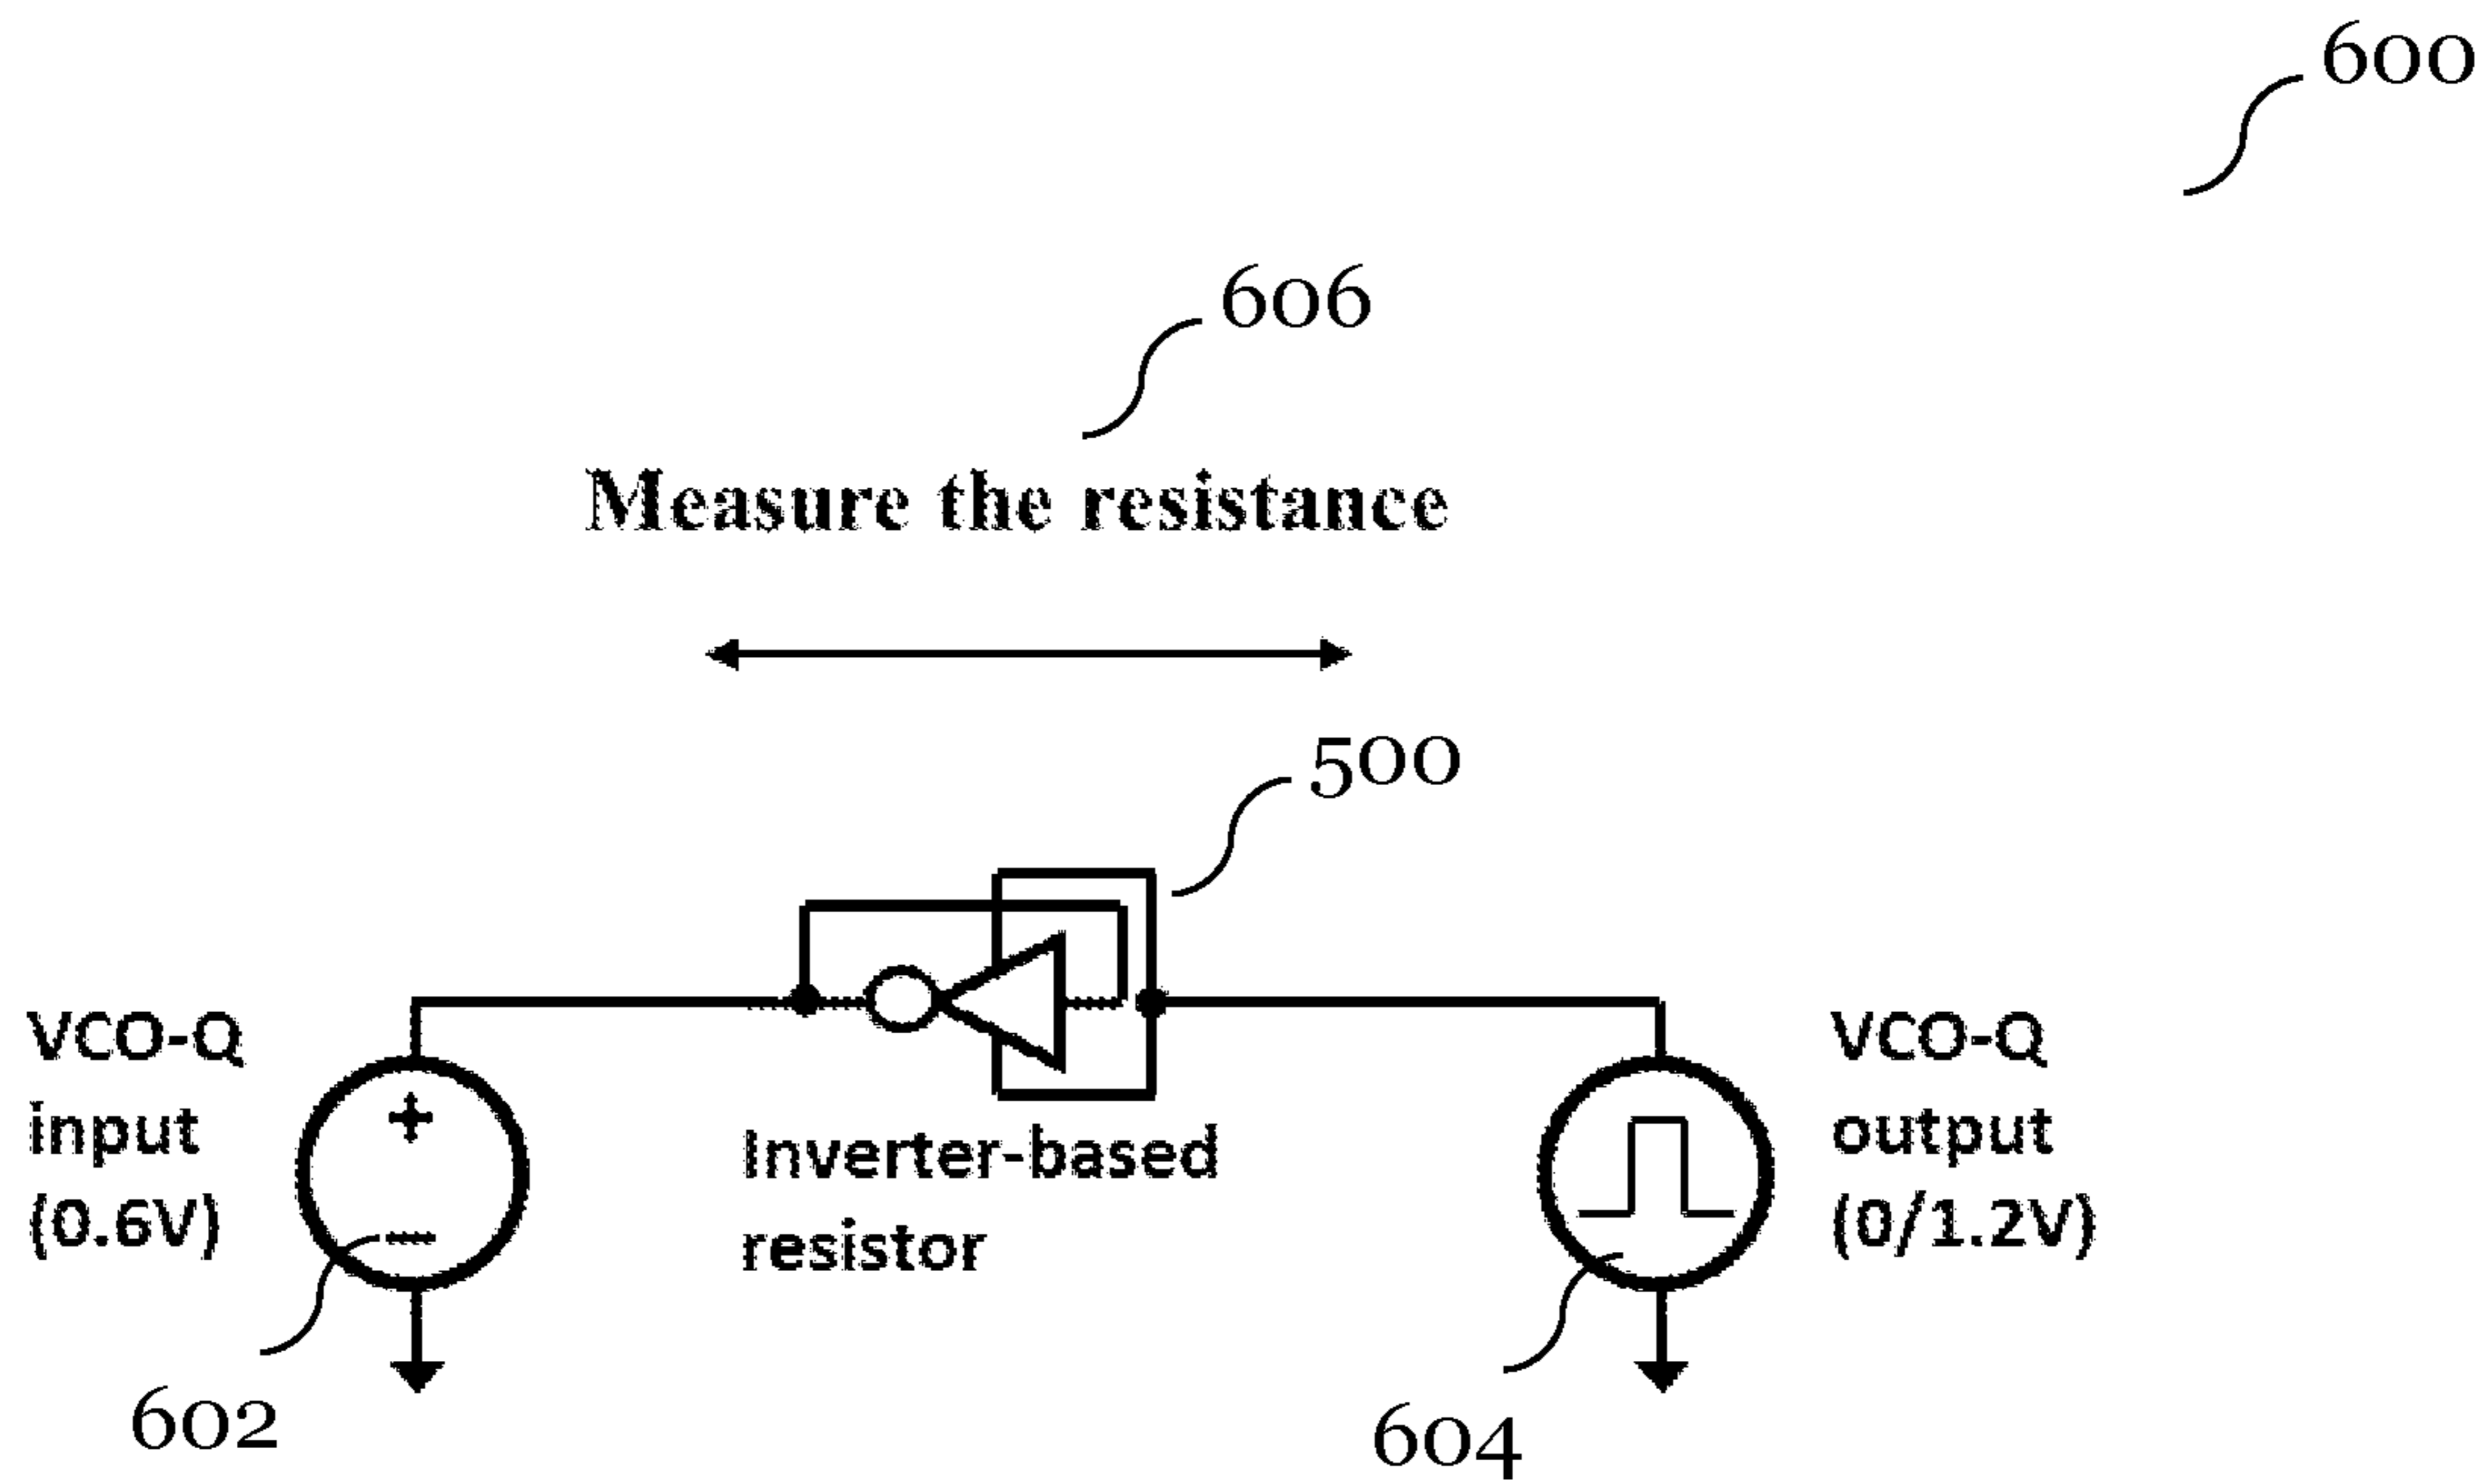 600
606
Measure the resistance
500
VCO-Q
input
(0.6V)
+
Inverter-based
resistor
VCO-Q
output
(0/1.2V)
602
604